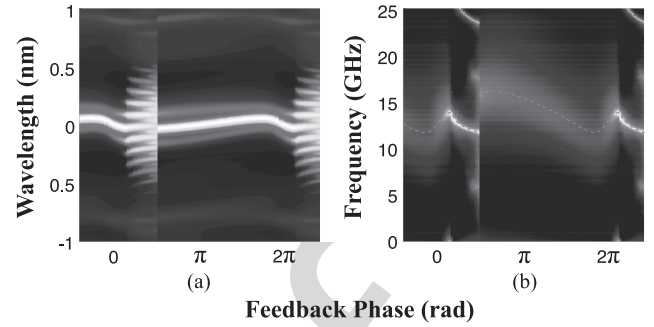 Wavelength (nm)
1
0.5
0
0.5
-1
0
π
2π
(a)
Frequency (GHz)
25
20
15
10
5
0
0
π
2π
(b)
Feedback Phase (rad)